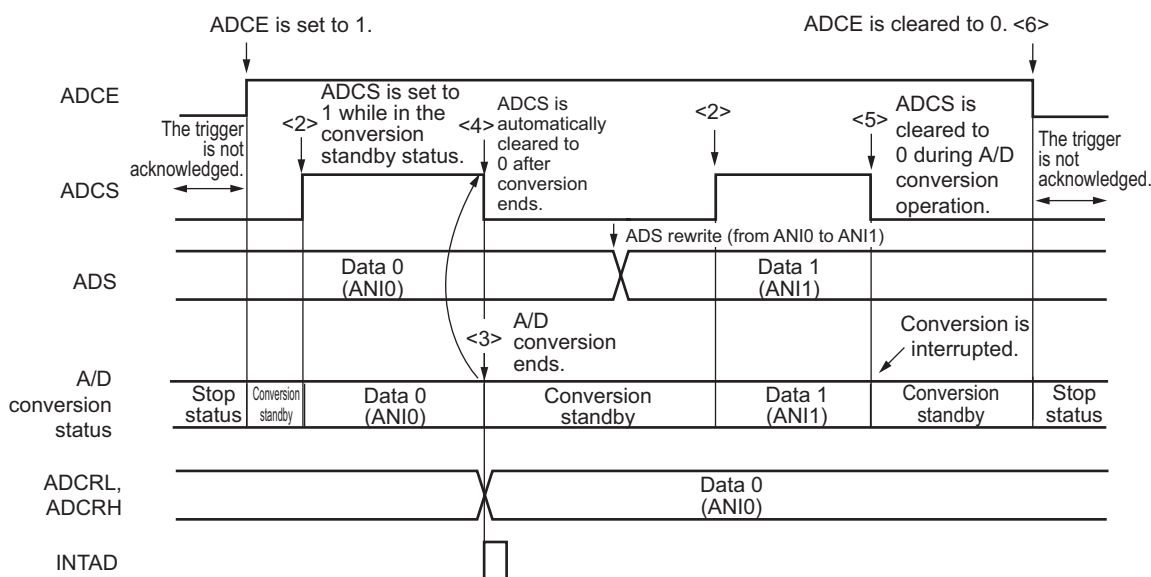 ADCE is set to 1.
ADCE is cleared to 0. <6>
ADCE
The trigger
is not
acknowledged.
<2>
ADCS is set to
1 while in the
conversion
standby status.
<4>
ADCS is
automatically
cleared to
0 after
conversion
ends.
<2>
<5>
ADCS is
cleared to
0 during A/D
conversion
operation.
The trigger
is not
acknowledged.
ADCS
ADS rewrite (from ANI0 to ANI1)
ADS
Data 0
(ANI0)
Data 1
(ANI1)
<3>
A/D
conversion
ends.
Conversion is
interrupted.
A/D
conversion
status
Stop
status
Conversion
standby
Data 0
(ANI0)
Conversion
standby
Data 1
(ANI1)
Conversion
standby
Stop
status
ADCRL,
ADCRH
Data 0
(ANI0)
INTAD